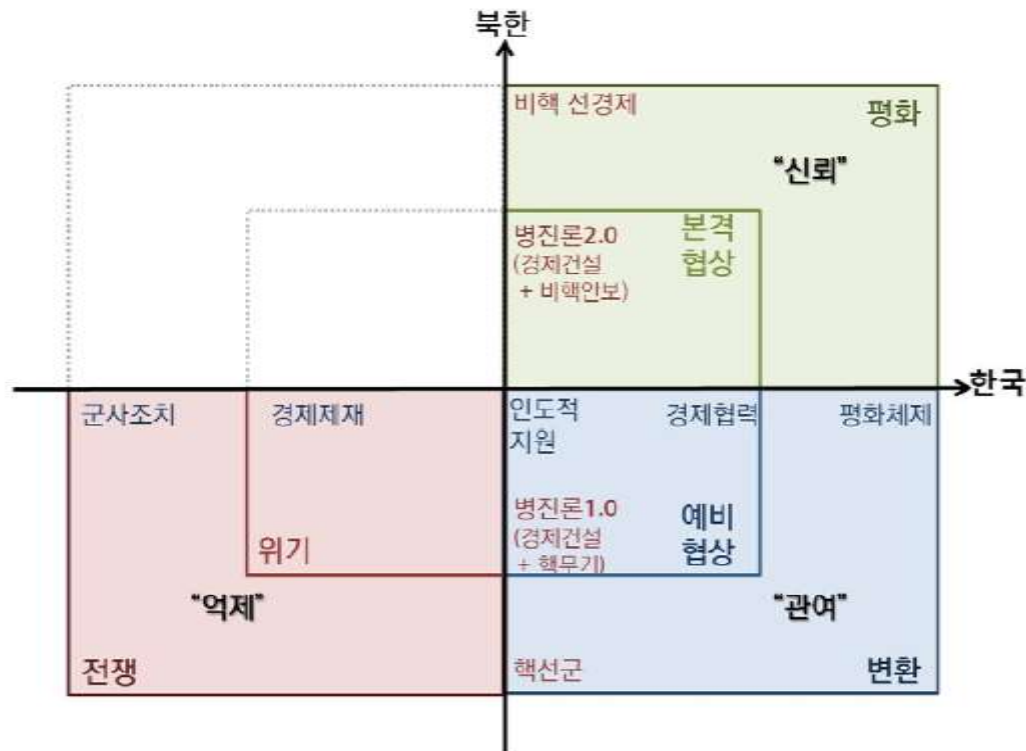 북한
비핵 선경제
평화
“신뢰”
병진론2.0
(경제건설
+ 비핵안보)
본격
협상
한국
군사조치
경제제재
인도적
지원
경제협력
평화체제
병진론1.0
(경제건설
+ 핵무기)
예비
협상
위기
“억제”
“관여”
전쟁
핵선군
변환